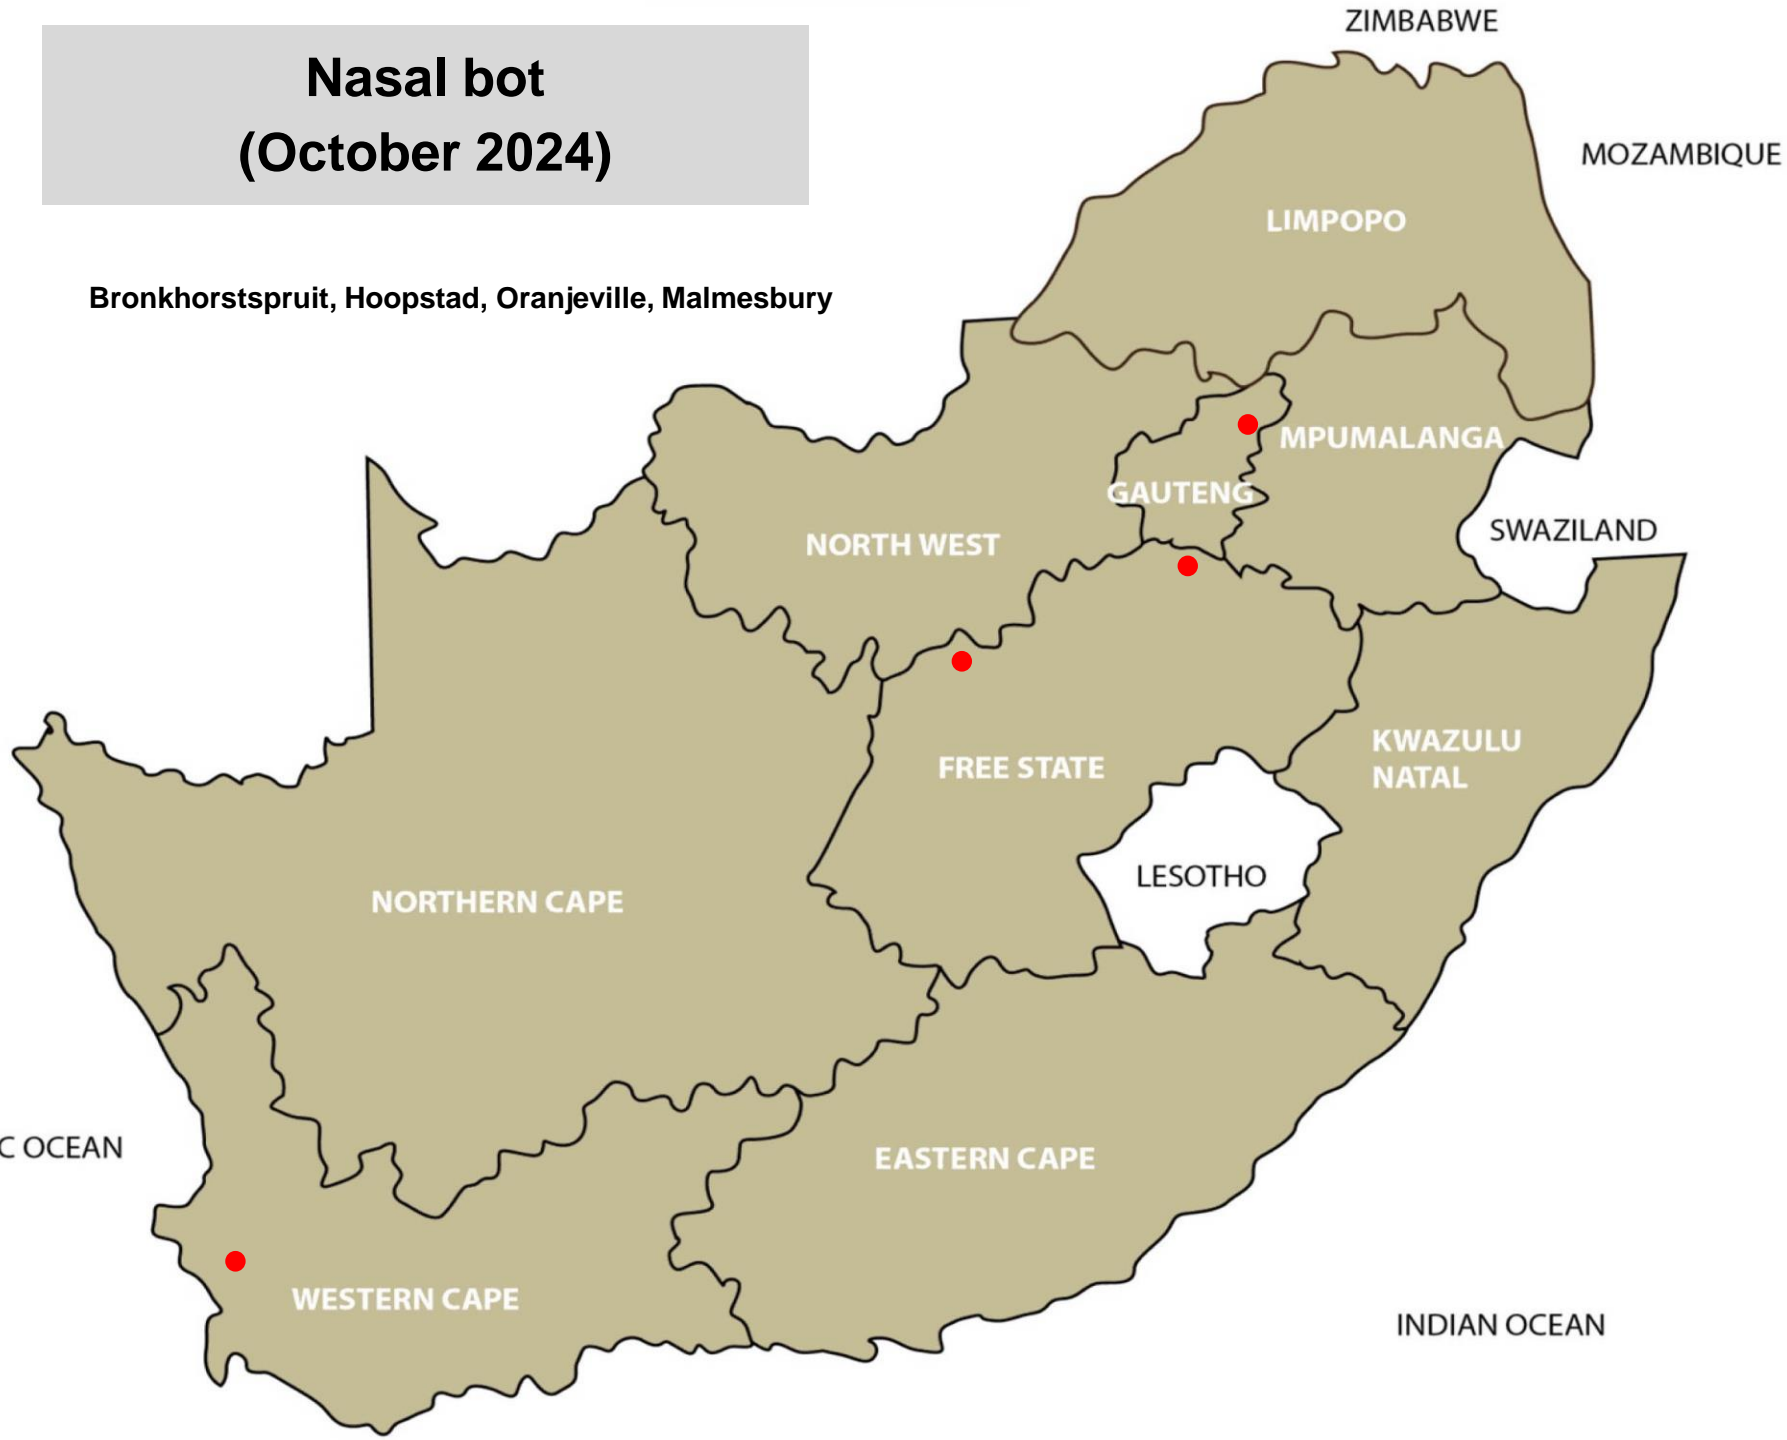 Nasal bot
(October 2024)
Bronkhorstspruit, Hoopstad, Oranjeville, Malmesbury
ZIMBABWE
MOZAMBIQUE
LIMPOPO
MPUMALANGA
GAUTENG
SWAZILAND
NORTH WEST
KWAZULU
NATAL
FREE STATE
LESOTHO
NORTHERN CAPE
C OCEAN
EASTERN CAPE
WESTERN CAPE
INDIAN OCEAN